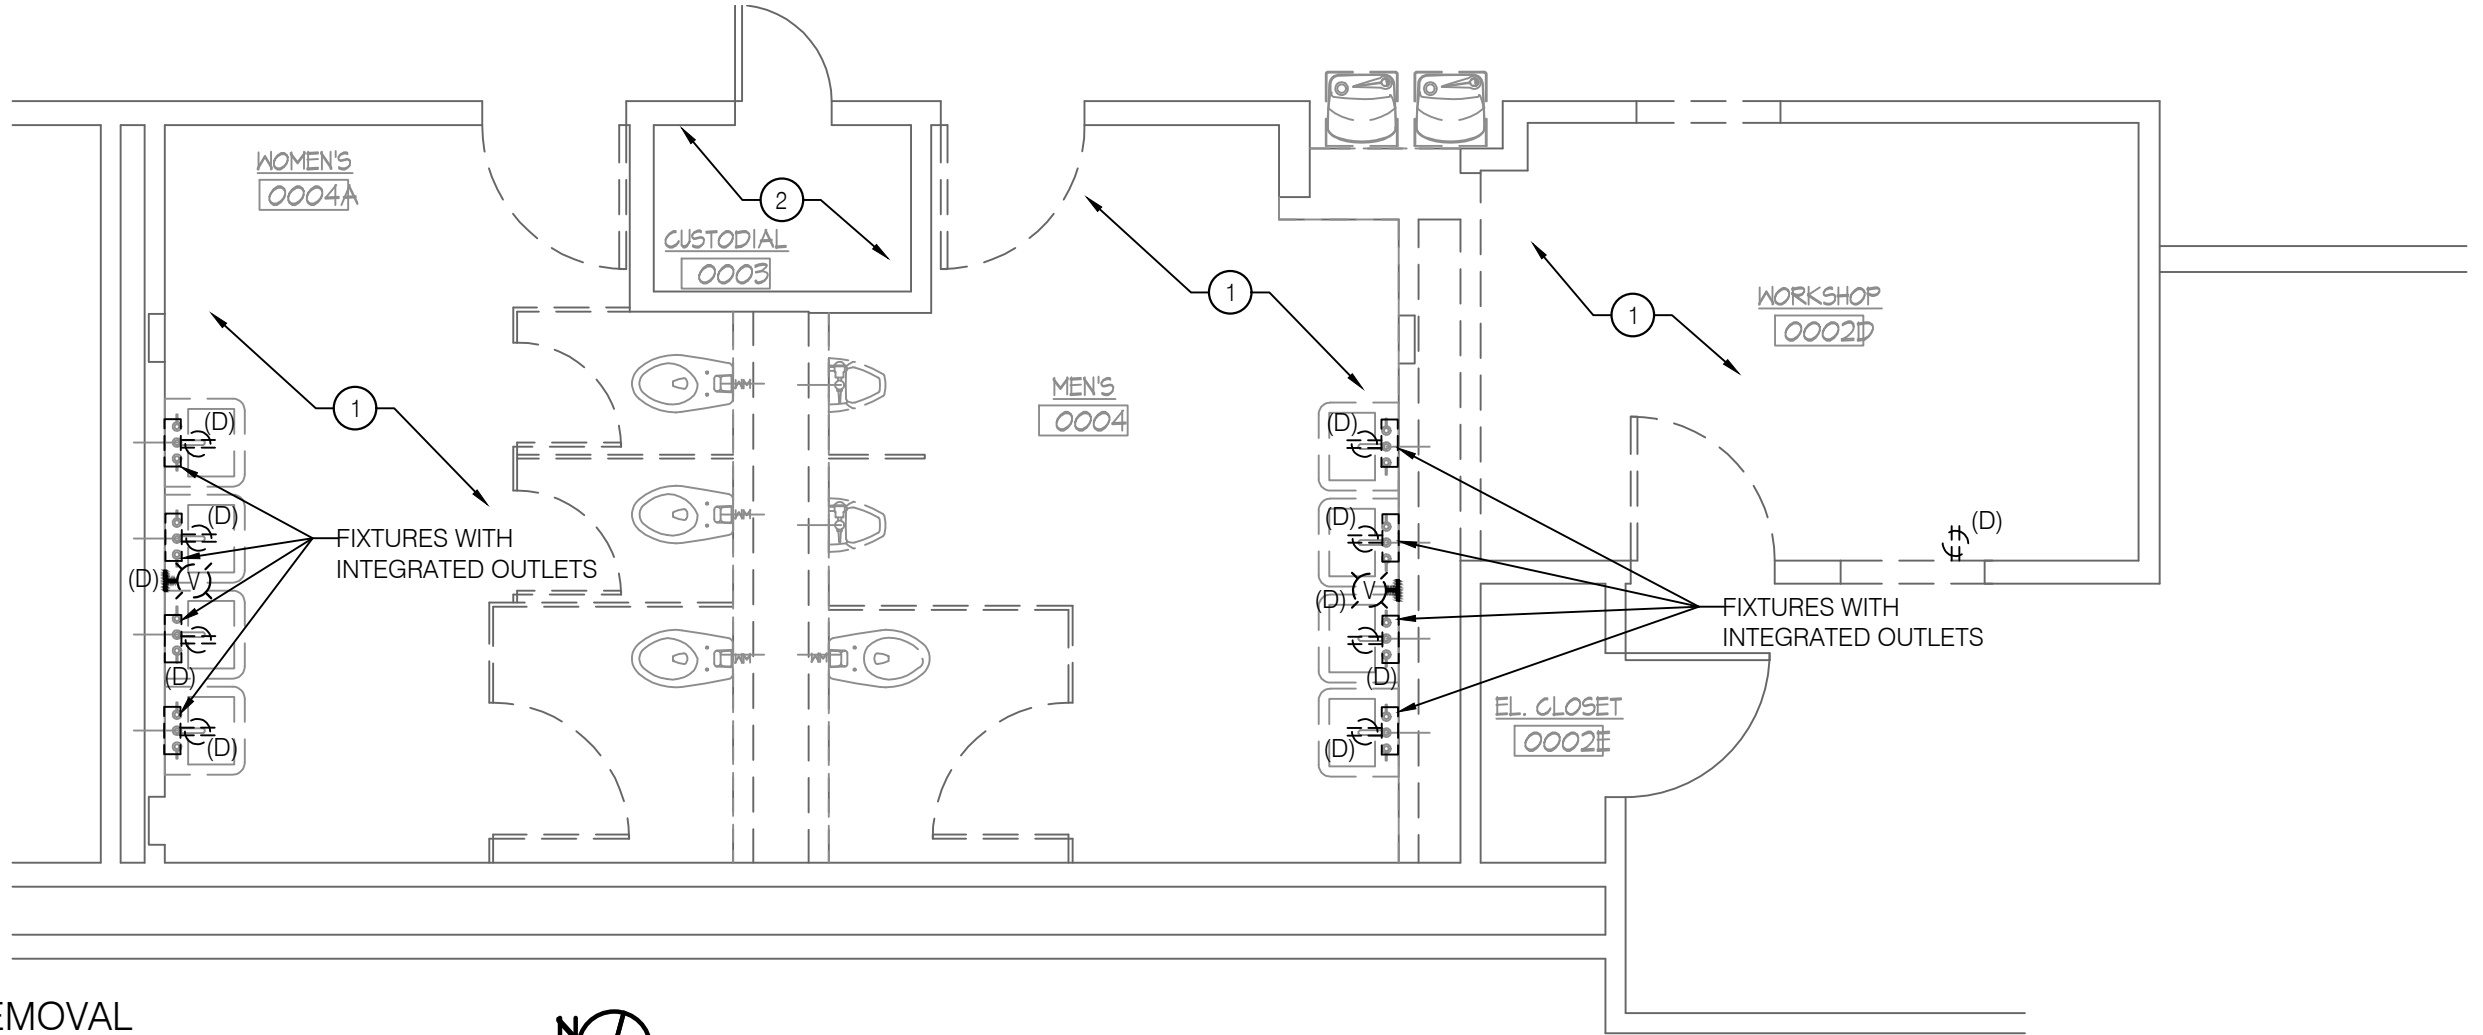 WOMEN'S
0004A
2
CUSTODIAL
0003
1
WORKSHOP
0002D
1
MEN'S
0004
1
(D)
(D)
(D)
V
FIXTURES WITH
INTEGRATED OUTLETS
(D)
(D)
(D)
(D)
V
(D)
(D)
(D)
(D)
FIXTURES WITH
INTEGRATED OUTLETS
EL. CLOSET
0002E
EMOVAL
N